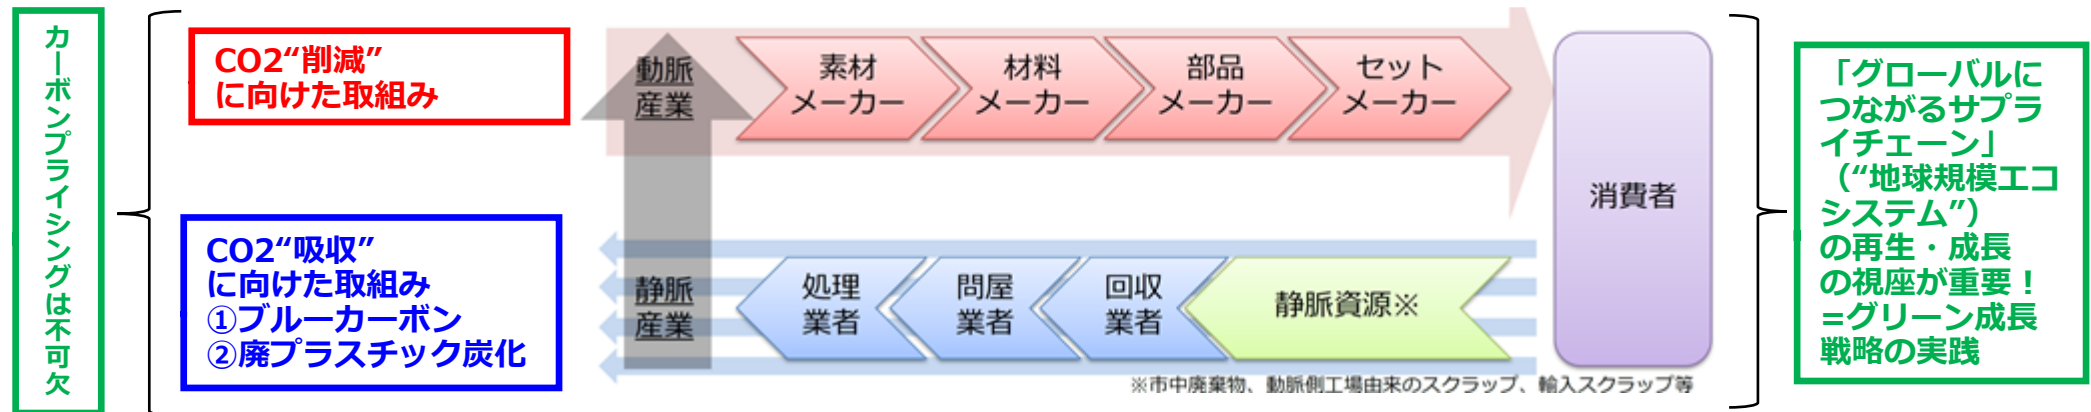 カーボンプライシングは不可欠
CO2“削減”
に向けた取組み
動脈
産業
素材
メーカー
材料
メーカー
部品
メーカー
セット
メーカー
消費者
CO2“吸収”
に向けた取組み
①ブルーカーボン
②廃プラスチック炭化
静脈
産業
処理
業者
問屋
業者
回収
業者
静脈資源※
※市中廃棄物、動脈側工場由来のスクラップ、輸入スクラップ等
「グローバルに
つながるサプラ
イチェーン」
（“地球規模エコ
システム”）
の再生・成長
の視座が重要！
=グリーン成長
戦略の実践